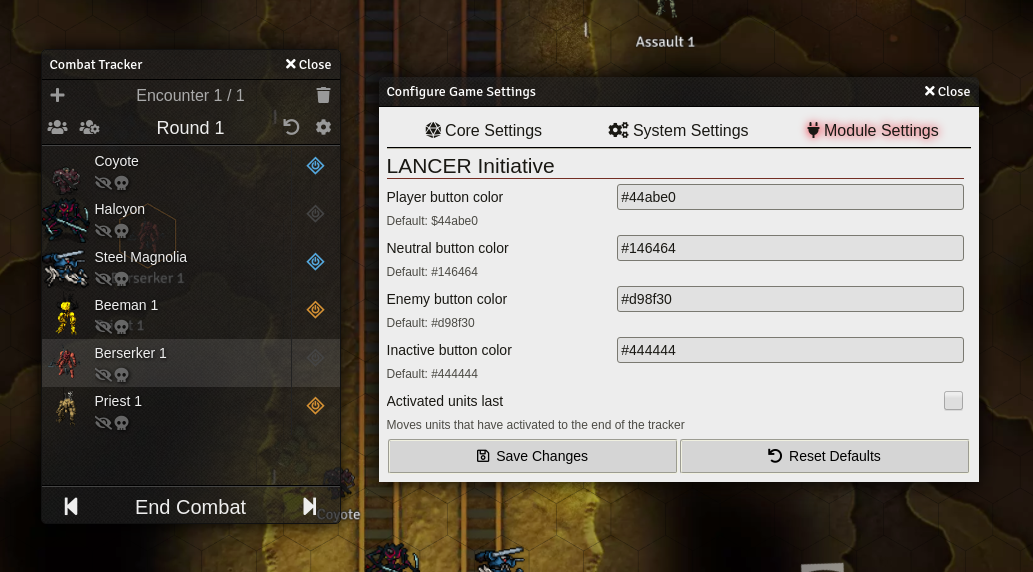 Assault 1
Combat Tracker
Close
Encounter 1 / 1
Round 1
Coyote
Halcyon
Steel Magnolia
Berserker 1
Beeman 1
Berserker 1
Priest 1
End Combat
Coyote
Configure Game Settings
Close
Core Settings
System Settings
Module Settings
LANCER Initiative
Player button color
#44abe0
Default: $44abe0
Neutral button color
#146464
Default: #146464
Enemy button color
#d98f30
Default: #d98f30
Inactive button color
#444444
Default: #444444
Activated units last
Moves units that have activated to the end of the tracker
Save Changes
Reset Defaults